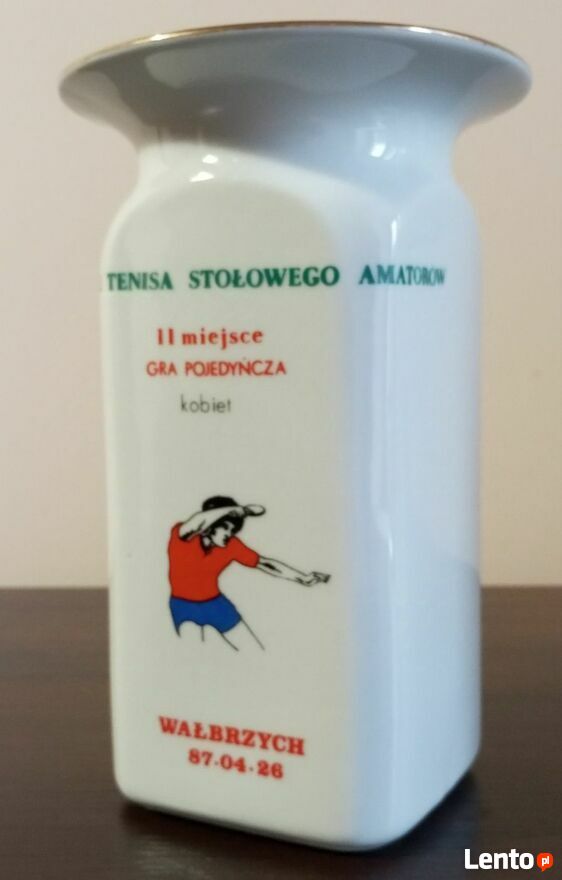 TENISA STOŁOWEGO AMATORÓW
II miejsce
GRA POJEDYŃCZA
kobiet
WAŁBRZYCH
87·04·26
Lento.pl